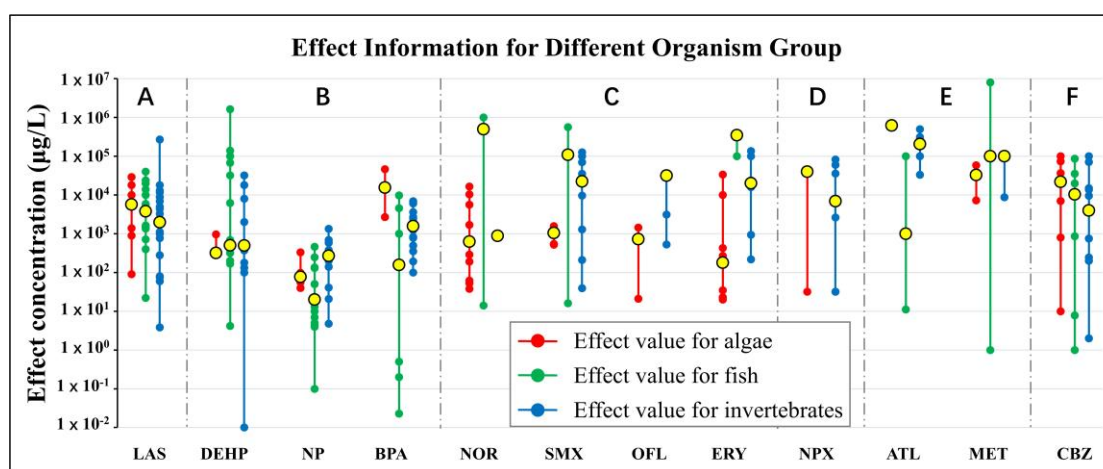 Effect Information for Different Organism Group
Effect concentration (μg/L)
1 x 10^7
1 x 10^6
1 x 10^5
1 x 10^4
1 x 10^3
1 x 10^2
1 x 10^1
1 x 10^0
1 x 10^-1
1 x 10^-2
A B C D E F
Effect value for algae
Effect value for fish
Effect value for invertebrates
LAS DEHP NP BPA NOR SMX OFL ERY NPX ATL MET CBZ